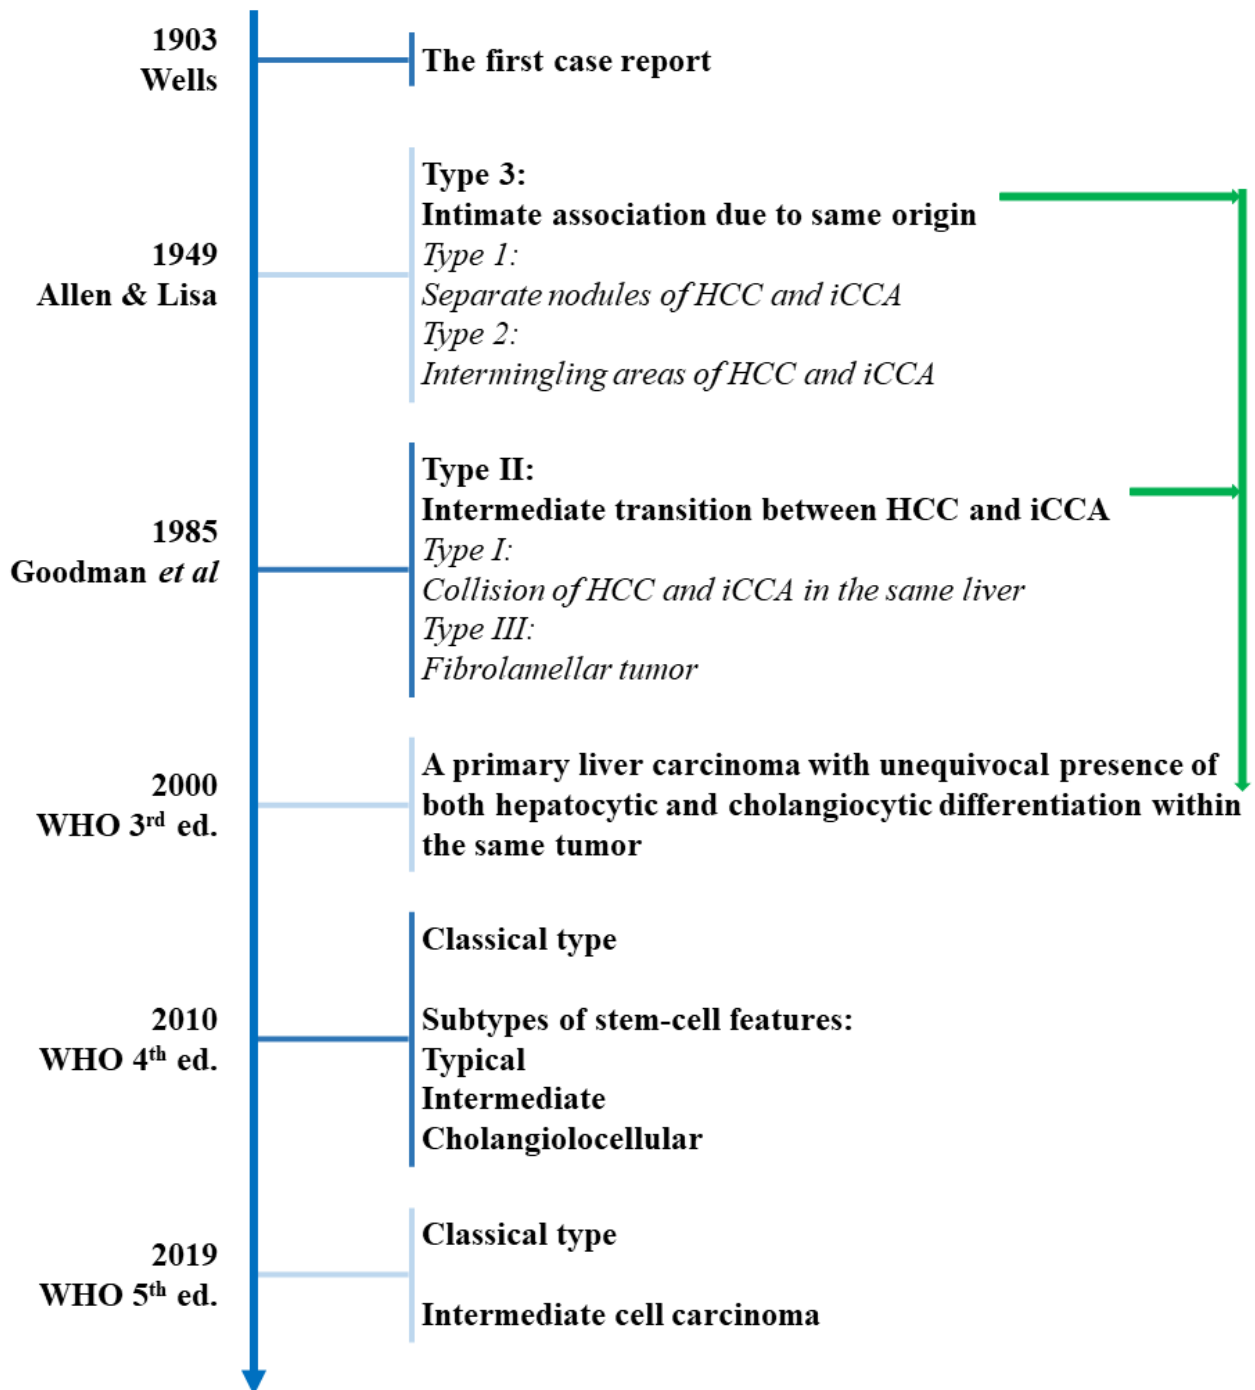 1903
Wells
The first case report
1949
Allen & Lisa
Type 3:
Intimate association due to same origin
Type 1:
Separate nodules of HCC and iCCA
Type 2:
Intermingling areas of HCC and iCCA
1985
Goodman et al
Type II:
Intermediate transition between HCC and iCCA
Type I:
Collision of HCC and iCCA in the same liver
Type III:
Fibrolamellar tumor
2000
WHO 3rd ed.
A primary liver carcinoma with unequivocal presence of
both hepatocytic and cholangiocytic differentiation within
the same tumor
2010
WHO 4th ed.
Classical type
Subtypes of stem-cell features:
Typical
Intermediate
Cholangiolocellular
2019
WHO 5th ed.
Classical type
Intermediate cell carcinoma